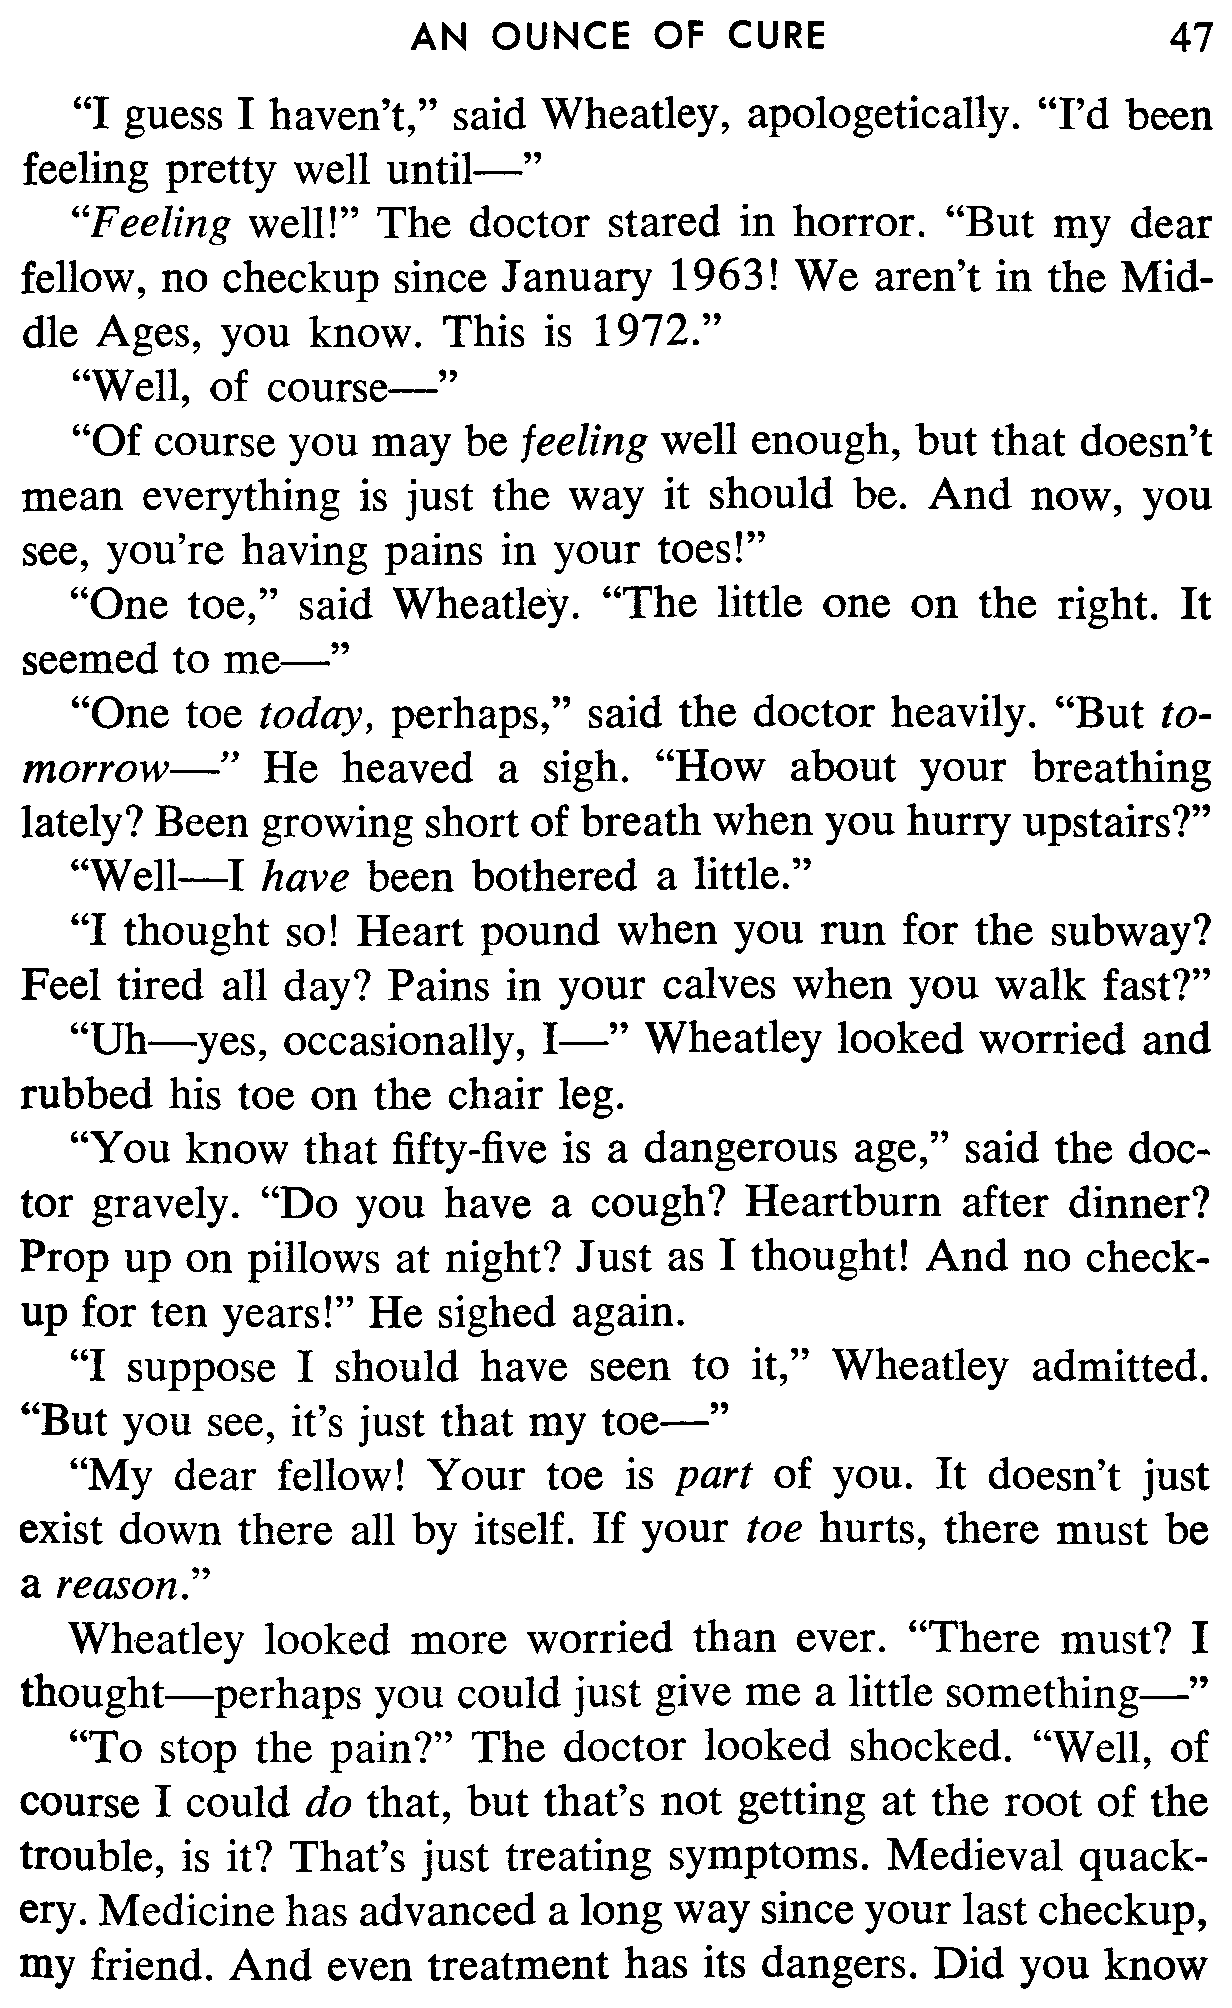 AN OUNCE OF CURE 47
“I guess I haven’t,” said Wheatley, apologetically. “I’d been
feeling pretty well until—”
“Feeling well!” The doctor stared in horror. “But my dear
fellow, no checkup since January 1963! We aren’t in the Mid-
dle Ages, you know. This is 1972.”
“Well, of course—”
“Of course you may be feeling well enough, but that doesn’t
mean everything is just the way it should be. And now, you
see, you’re having pains in your toes!”
“One toe,” said Wheatley. “The little one on the right. It
seemed to me—”
“One toe today, perhaps,” said the doctor heavily. “But to-
morrow—” He heaved a sigh. “How about your breathing
lately? Been growing short of breath when you hurry upstairs?”
“Well—I have been bothered a little.”
“I thought so! Heart pound when you run for the subway?
Feel tired all day? Pains in your calves when you walk fast?”
“Uh—yes, occasionally, I—” Wheatley looked worried and
rubbed his toe on the chair leg.
“You know that fifty-five is a dangerous age,” said the doc-
tor gravely. “Do you have a cough? Heartburn after dinner?
Prop up on pillows at night? Just as I thought! And no check-
up for ten years!” He sighed again.
“I suppose I should have seen to it,” Wheatley admitted.
“But you see, it’s just that my toe—”
“My dear fellow! Your toe is part of you. It doesn’t just
exist down there all by itself. If your toe hurts, there must be
a reason.”
Wheatley looked more worried than ever. “There must? I
thought—perhaps you could just give me a little something—”
“To stop the pain?” The doctor looked shocked. “Well, of
course I could do that, but that’s not getting at the root of the
trouble, is it? That’s just treating symptoms. Medieval quack-
ery. Medicine has advanced a long way since your last checkup,
my friend. And even treatment has its dangers. Did you know